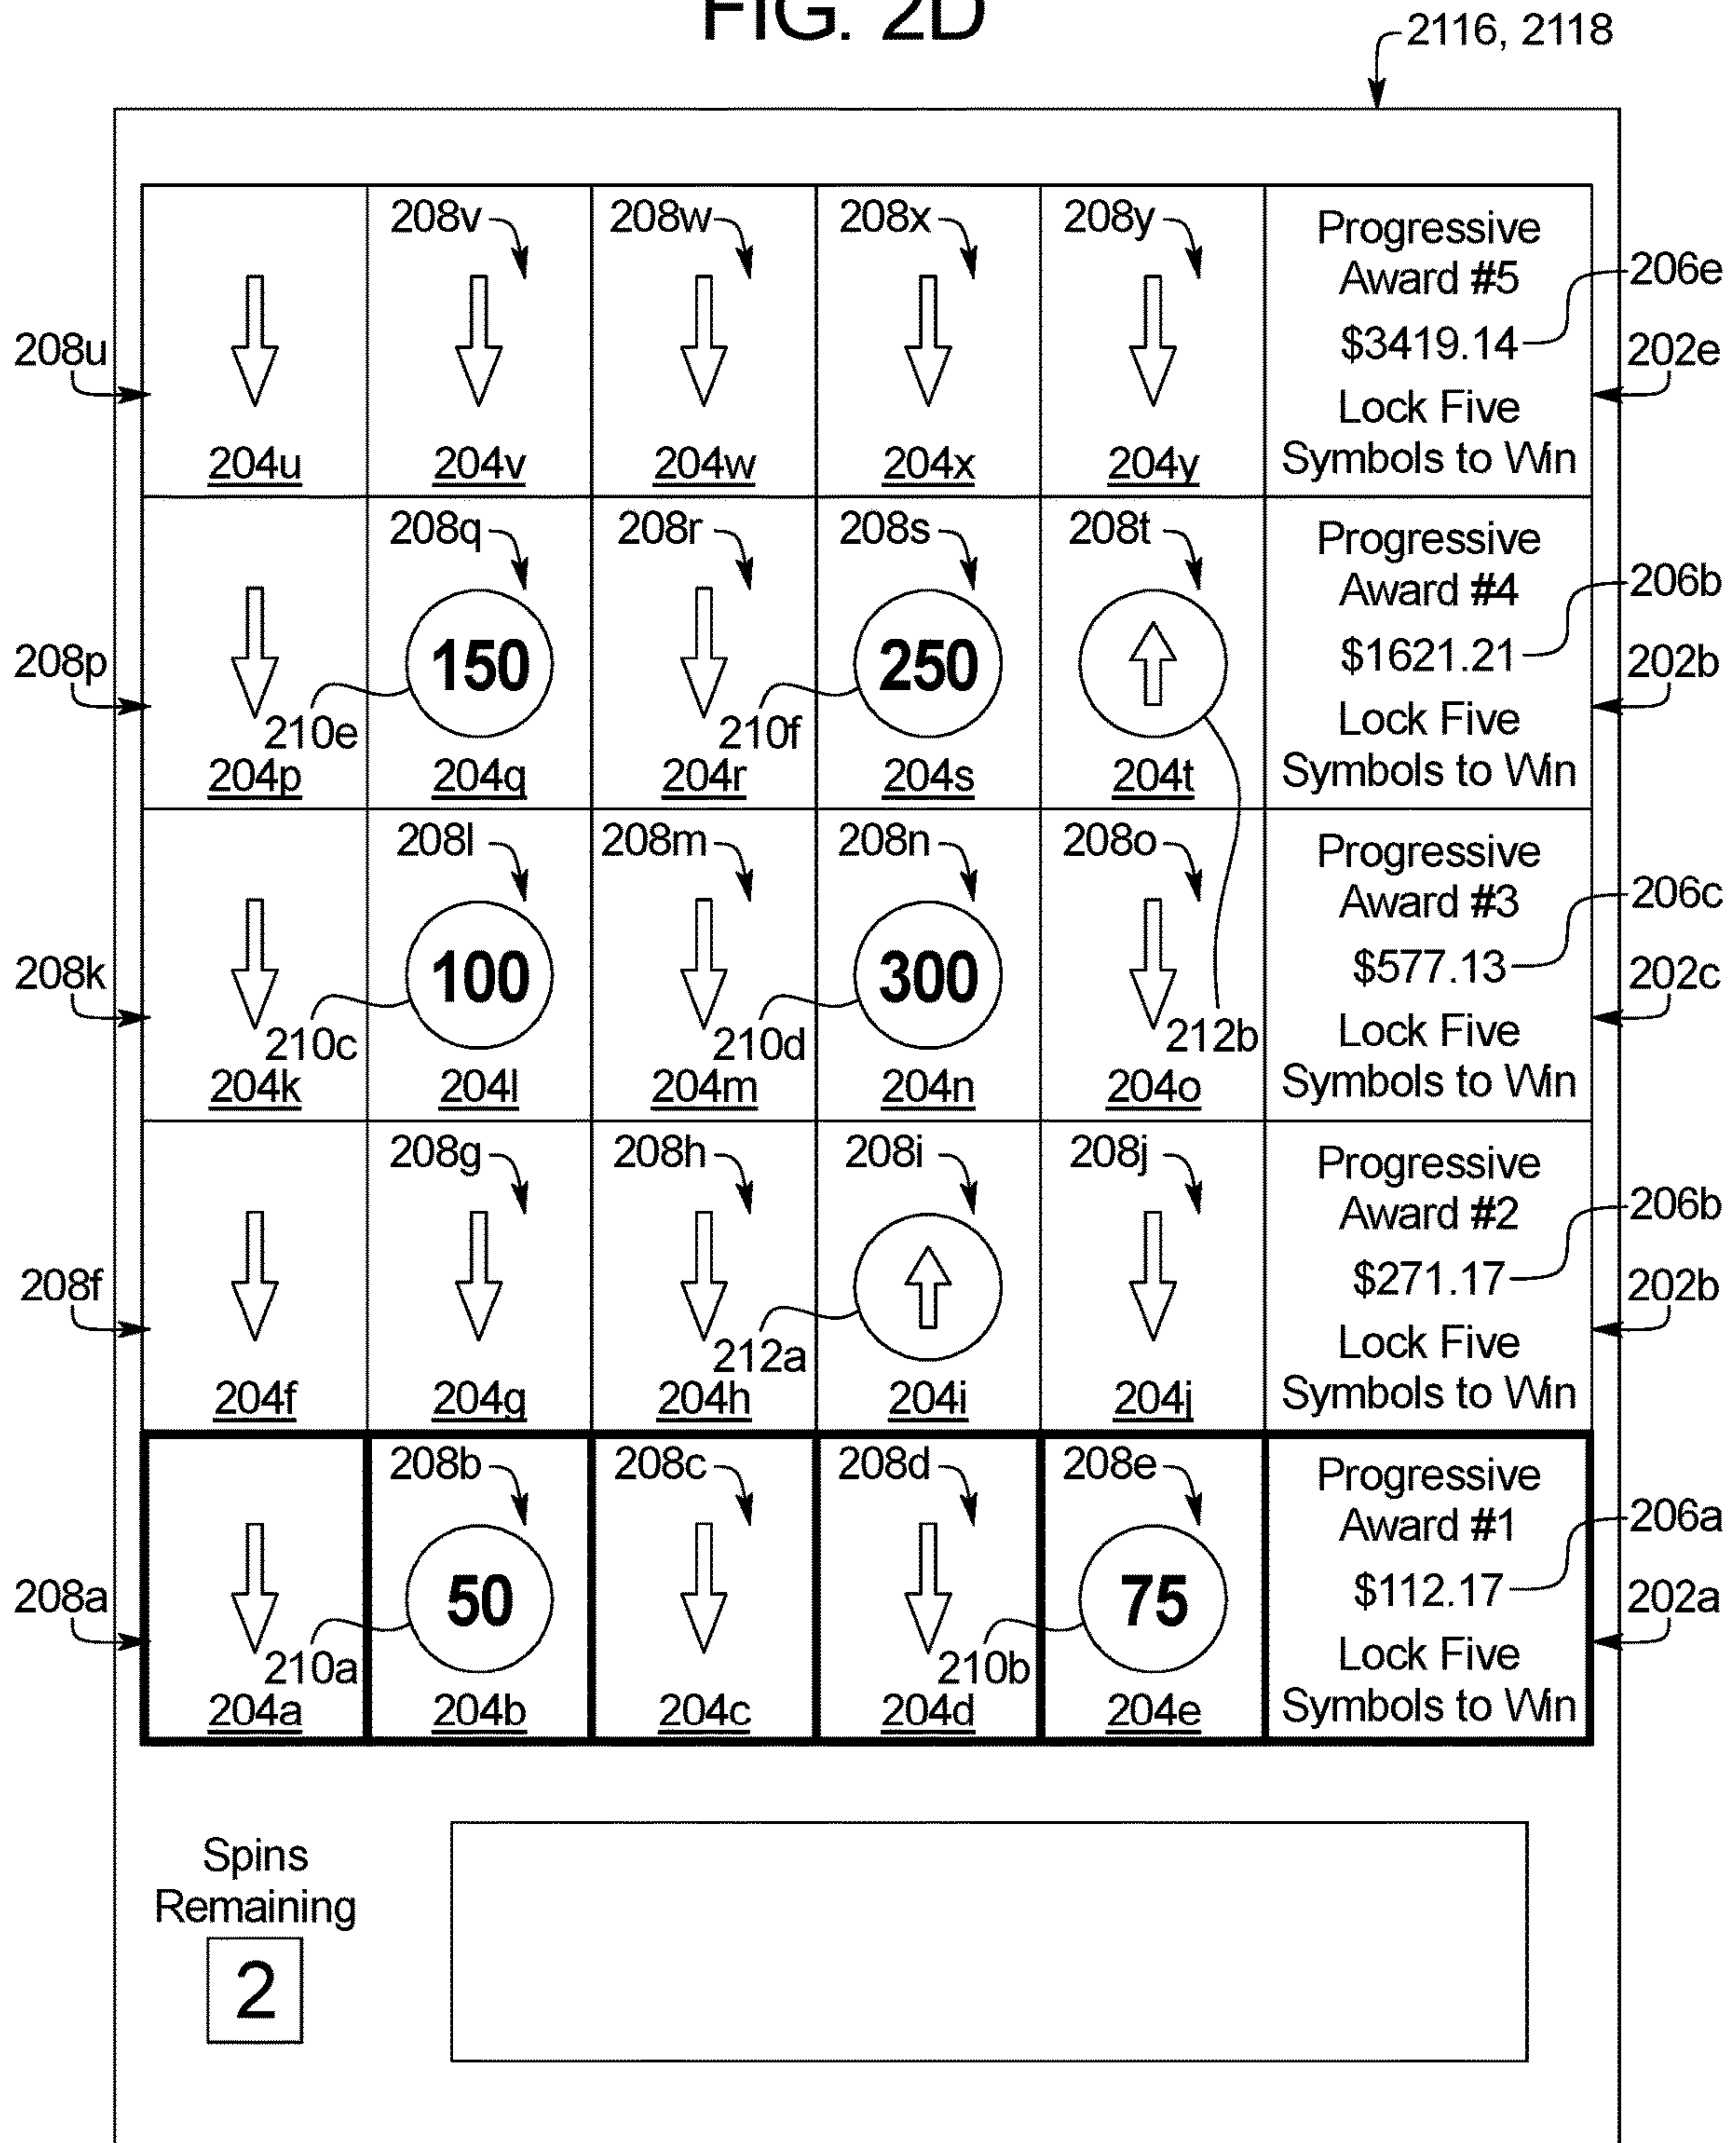 FIG. 2D
2116, 2118
208v 208w 208x 208y Progressive
Award #5 206e
$3419.14
208u 202e
Lock Five
204u 204v 204w 204x 204y Symbols to Win
208q 208r 208s 208t Progressive
Award #4 206b
150 250 $1621.21
208p 202b
210e 210f Lock Five
204p 204q 204r 204s 204t Symbols to Win
208l 208m 208n 208o Progressive
Award #3 206c
100 300 $577.13
208k 202c
210c 210d 212b Lock Five
204k 204l 204m 204n 204o Symbols to Win
208g 208h 208i 208j Progressive
Award #2 206b
$271.17
208f 202b
212a Lock Five
204f 204g 204h 204i 204j Symbols to Win
208b 208c 208d 208e Progressive
Award #1 206a
50 75 $112.17
208a 202a
210a 210b Lock Five
204a 204b 204c 204d 204e Symbols to Win
Spins
Remaining
2